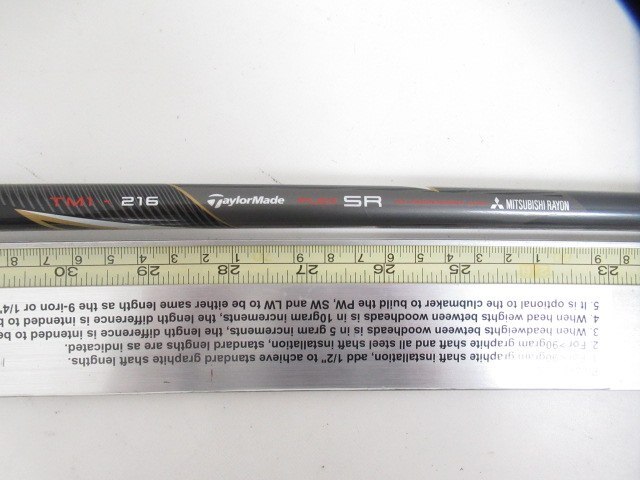 TM1 - 216 TaylorMade SR MITSUBISHI RAYON
30 29 28 27 26 25 24 23
add 1/2" to achieve standard graphite shaft lengths.
2. For >90gram graphite shaft installation and all steel shaft installation, standard lengths are as indicated.
3. When headweights between woodheads is in 5 gram increments, the length difference is intended to be
4. When head weights between woodheads is in 10gram increments, the length difference is intended to b
5. It is optional to the clubmaker to build the PW, SW and LW to be either same length as the 9-iron or 1/4"